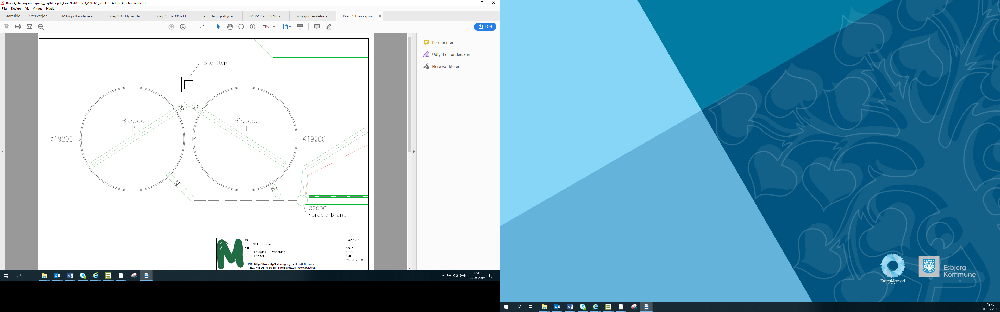 Bilag 4_Plan og snittegning_lugtfilter.pdf_CaseNo18-12503_2990122_v1.PDF - Adobe Acrobat Reader DC
Filer Rediger Vis Vindue Hjælp
Startside Værktøjer Miljøgodkendelse a... Bilag 1. Uddybende... Bilag 2_F0200O-11... revurderingsafgørel... 040517 - RGS 90 -... Miljøgodkendelse a... Bilag 4_Plan og snit... ×
1 / 2 71% Del
Kommenter
Udfyld og underskriv
Flere værktøjer
Skorsten
Biobed
2
Biobed
1
ø19200
ø19200
Ø2000
Fordelerbrønd
PBJ M
CASE:
NGF Korskro
TITEL:
Biologisk luftrensning
Biofilter
DRAWING NO.:
SCALE:
1:150
DATE:
25.01.2018
PBJ Miljø Struer ApS - Energivej 3 - DK-7600 Struer
TEL.: +45 96 16 60 66 - info@pbjas.dk - www.pbjas.dk
DAN
12:46
03-05-2019
EnergiMetropol
ESBJERG
Esbjerg
Kommune
12:46
03-05-2019